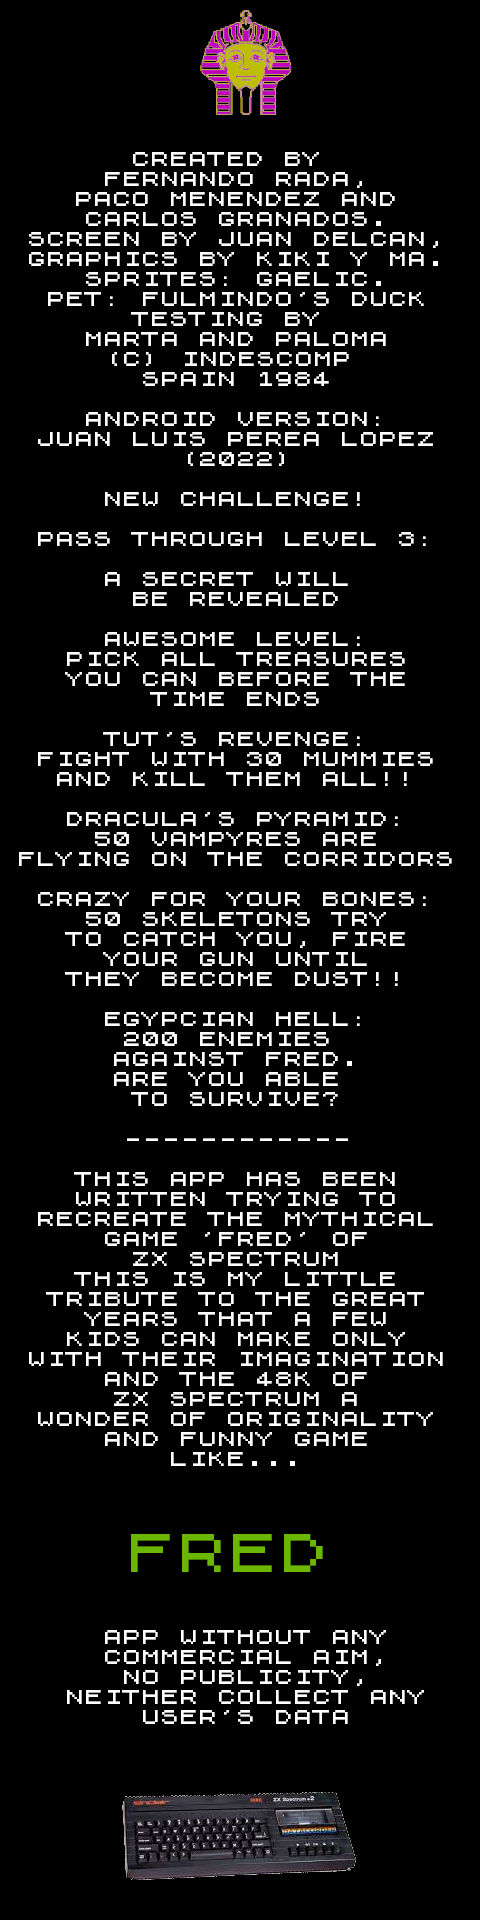 CREATED BY
FERNANDO RADA,
PACO MENENDEZ AND
CARLOS GRANADOS.
SCREEN BY JUAN DELCAN,
GRAPHICS BY KIKI Y MA.
SPRITES: GAELIC.
PET: FULMINDO'S DUCK
TESTING BY
MARTA AND PALOMA
(C) INDESCOMP
SPAIN 1984
ANDROID VERSION:
JUAN LUIS PEREA LOPEZ
(2022)
NEW CHALLENGE!
PASS THROUGH LEVEL 3:
A SECRET WILL
BE REVEALED
AWESOME LEVEL:
PICK ALL TREASURES
YOU CAN BEFORE THE
TIME ENDS
TUT'S REVENGE:
FIGHT WITH 30 MUMMIES
AND KILL THEM ALL!!
DRACULA'S PYRAMID:
50 VAMPYRES ARE
FLYING ON THE CORRIDORS
CRAZY FOR YOUR BONES:
50 SKELETONS TRY
TO CATCH YOU, FIRE
YOUR GUN UNTIL
THEY BECOME DUST!!
EGYPCIAN HELL:
200 ENEMIES
AGAINST FRED.
ARE YOU ABLE
TO SURVIVE?
------------
THIS APP HAS BEEN
WRITTEN TRYING TO
RECREATE THE MYTHICAL
GAME 'FRED' OF
ZX SPECTRUM
THIS IS MY LITTLE
TRIBUTE TO THE GREAT
YEARS THAT A FEW
KIDS CAN MAKE ONLY
WITH THEIR IMAGINATION
AND THE 48K OF
ZX SPECTRUM A
WONDER OF ORIGINALITY
AND FUNNY GAME
LIKE...
FRED
APP WITHOUT ANY
COMMERCIAL AIM,
NO PUBLICITY,
NEITHER COLLECT ANY
USER'S DATA
sinclair ZX Spectrum +2